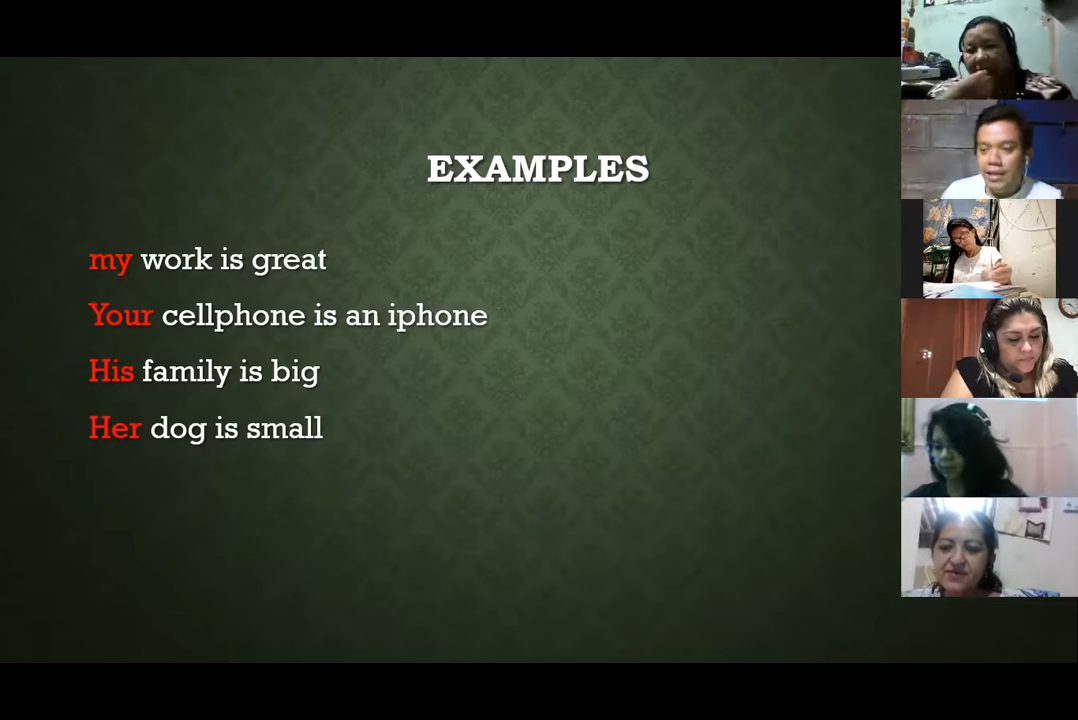 EXAMPLES
my work is great
Your cellphone is an iphone
His family is big
Her dog is small